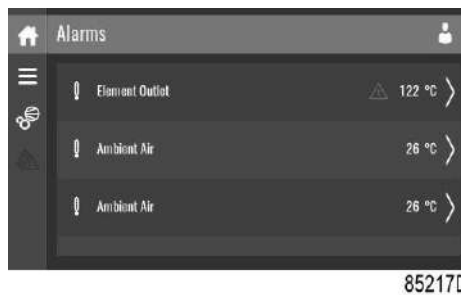 Alarms
Element Outlet 122 °C
Ambient Air 26 °C
Ambient Air 26 °C
85217D